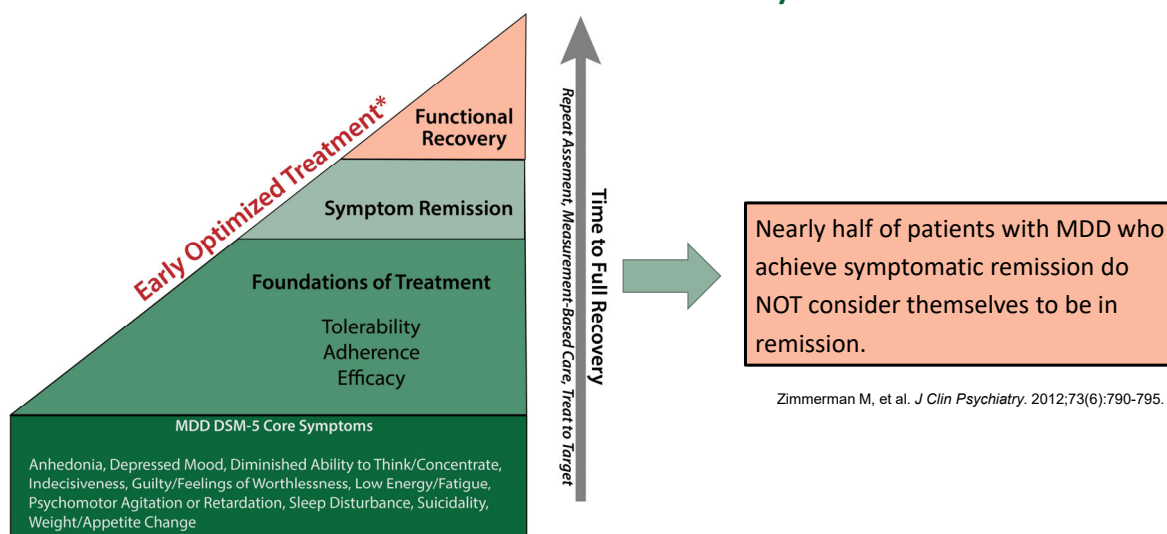 Early Optimized Treatment*
Functional
Recovery
Symptom Remission
Foundations of Treatment
Tolerability
Adherence
Efficacy
MDD DSM-5 Core Symptoms
Anhedonia, Depressed Mood, Diminished Ability to Think/Concentrate,
Indecisiveness, Guilty/Feelings of Worthlessness, Low Energy/Fatigue,
Psychomotor Agitation or Retardation, Sleep Disturbance, Suicidality,
Weight/Appetite Change
Repeat Assement, Measurement-Based Care, Treat to Target
Time to Full Recovery
Nearly half of patients with MDD who
achieve symptomatic remission do
NOT consider themselves to be in
remission.
Zimmerman M, et al. J Clin Psychiatry. 2012;73(6):790-795.